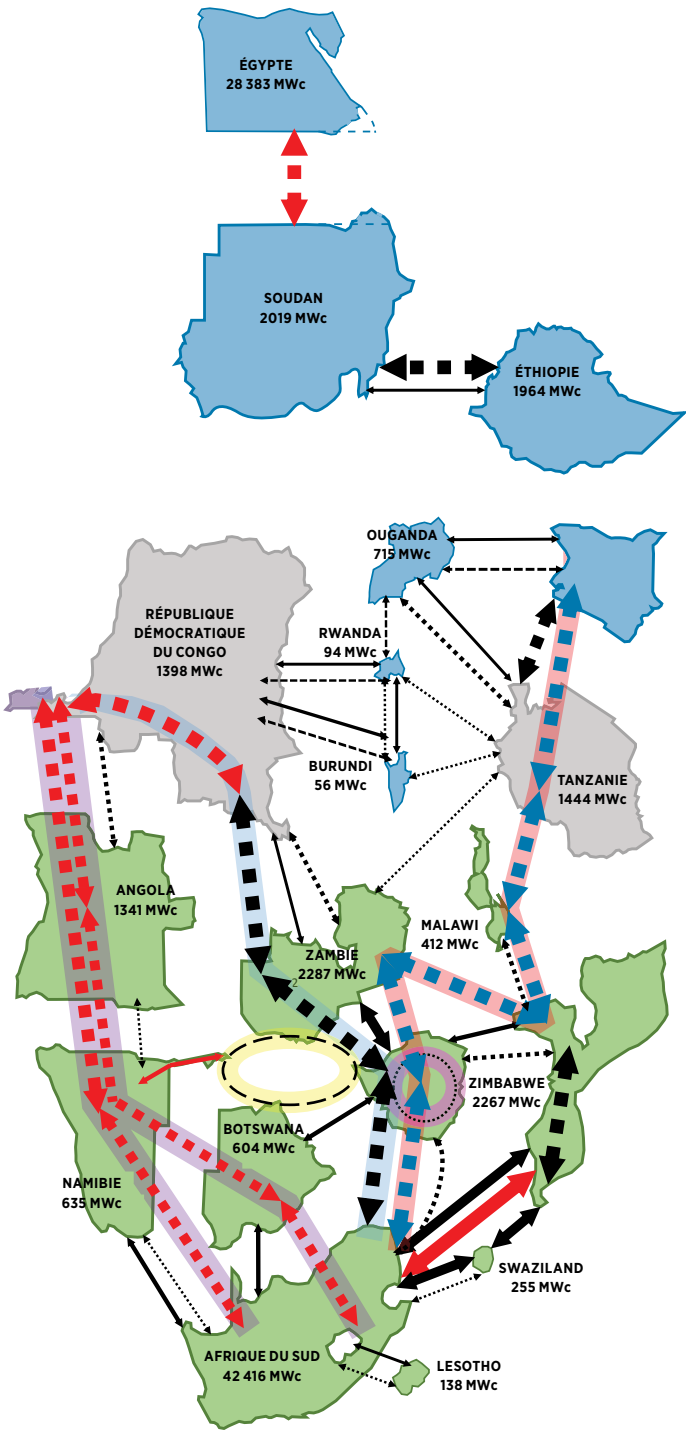 ÉGYPTE
28 383 MWc
SOUDAN
2019 MWc
ÉTHIOPIE
1964 MWc
OUGANDA
715 MWc
RÉPUBLIQUE
DÉMOCRATIQUE
DU CONGO
1398 MWc
RWANDA
94 MWc
BURUNDI
56 MWc
TANZANIE
1444 MWc
ANGOLA
1341 MWc
MALAWI
412 MWc
ZAMBIE
2287 MWc
2
ZIMBABWE
2267 MWc
BOTSWANA
604 MWc
NAMIBIE
635 MWc
SWAZILAND
255 MWc
AFRIQUE DU SUD
42 416 MWc
LESOTHO
138 MWc